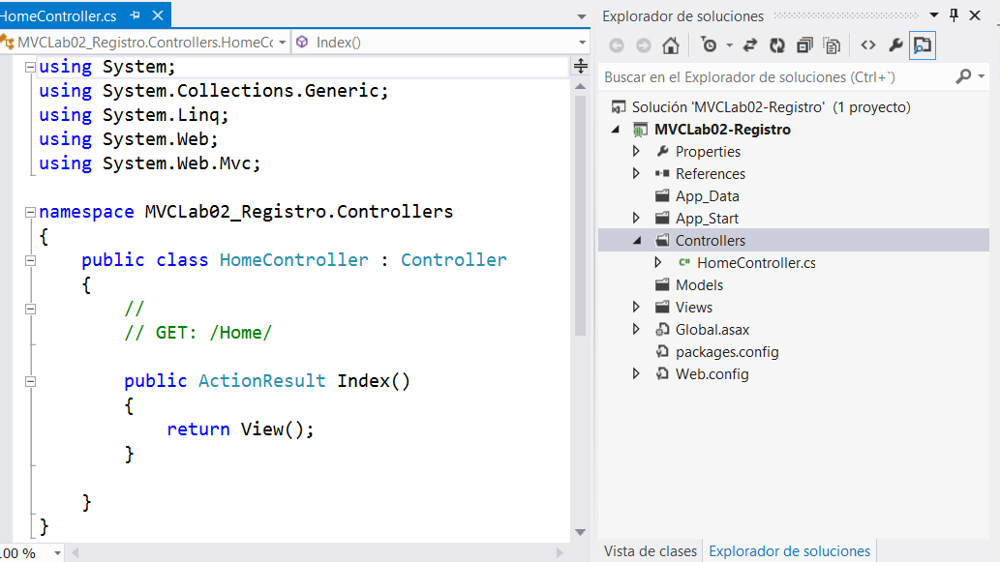 HomeController.cs
MVCLab02_Registro.Controllers.HomeCc
Index()
using System;
using System.Collections.Generic;
using System.Linq;
using System.Web;
using System.Web.Mvc;
namespace MVCLab02_Registro.Controllers
{
public class HomeController : Controller
{
//
// GET: /Home/
public ActionResult Index()
{
return View();
}
}
}
00 %
Explorador de soluciones
Buscar en el Explorador de soluciones (Ctrl+`)
Solución 'MVCLab02-Registro' (1 proyecto)
MVCLab02-Registro
Properties
References
App_Data
App_Start
Controllers
C# HomeController.cs
Models
Views
Global.asax
packages.config
Web.config
Vista de clases
Explorador de soluciones